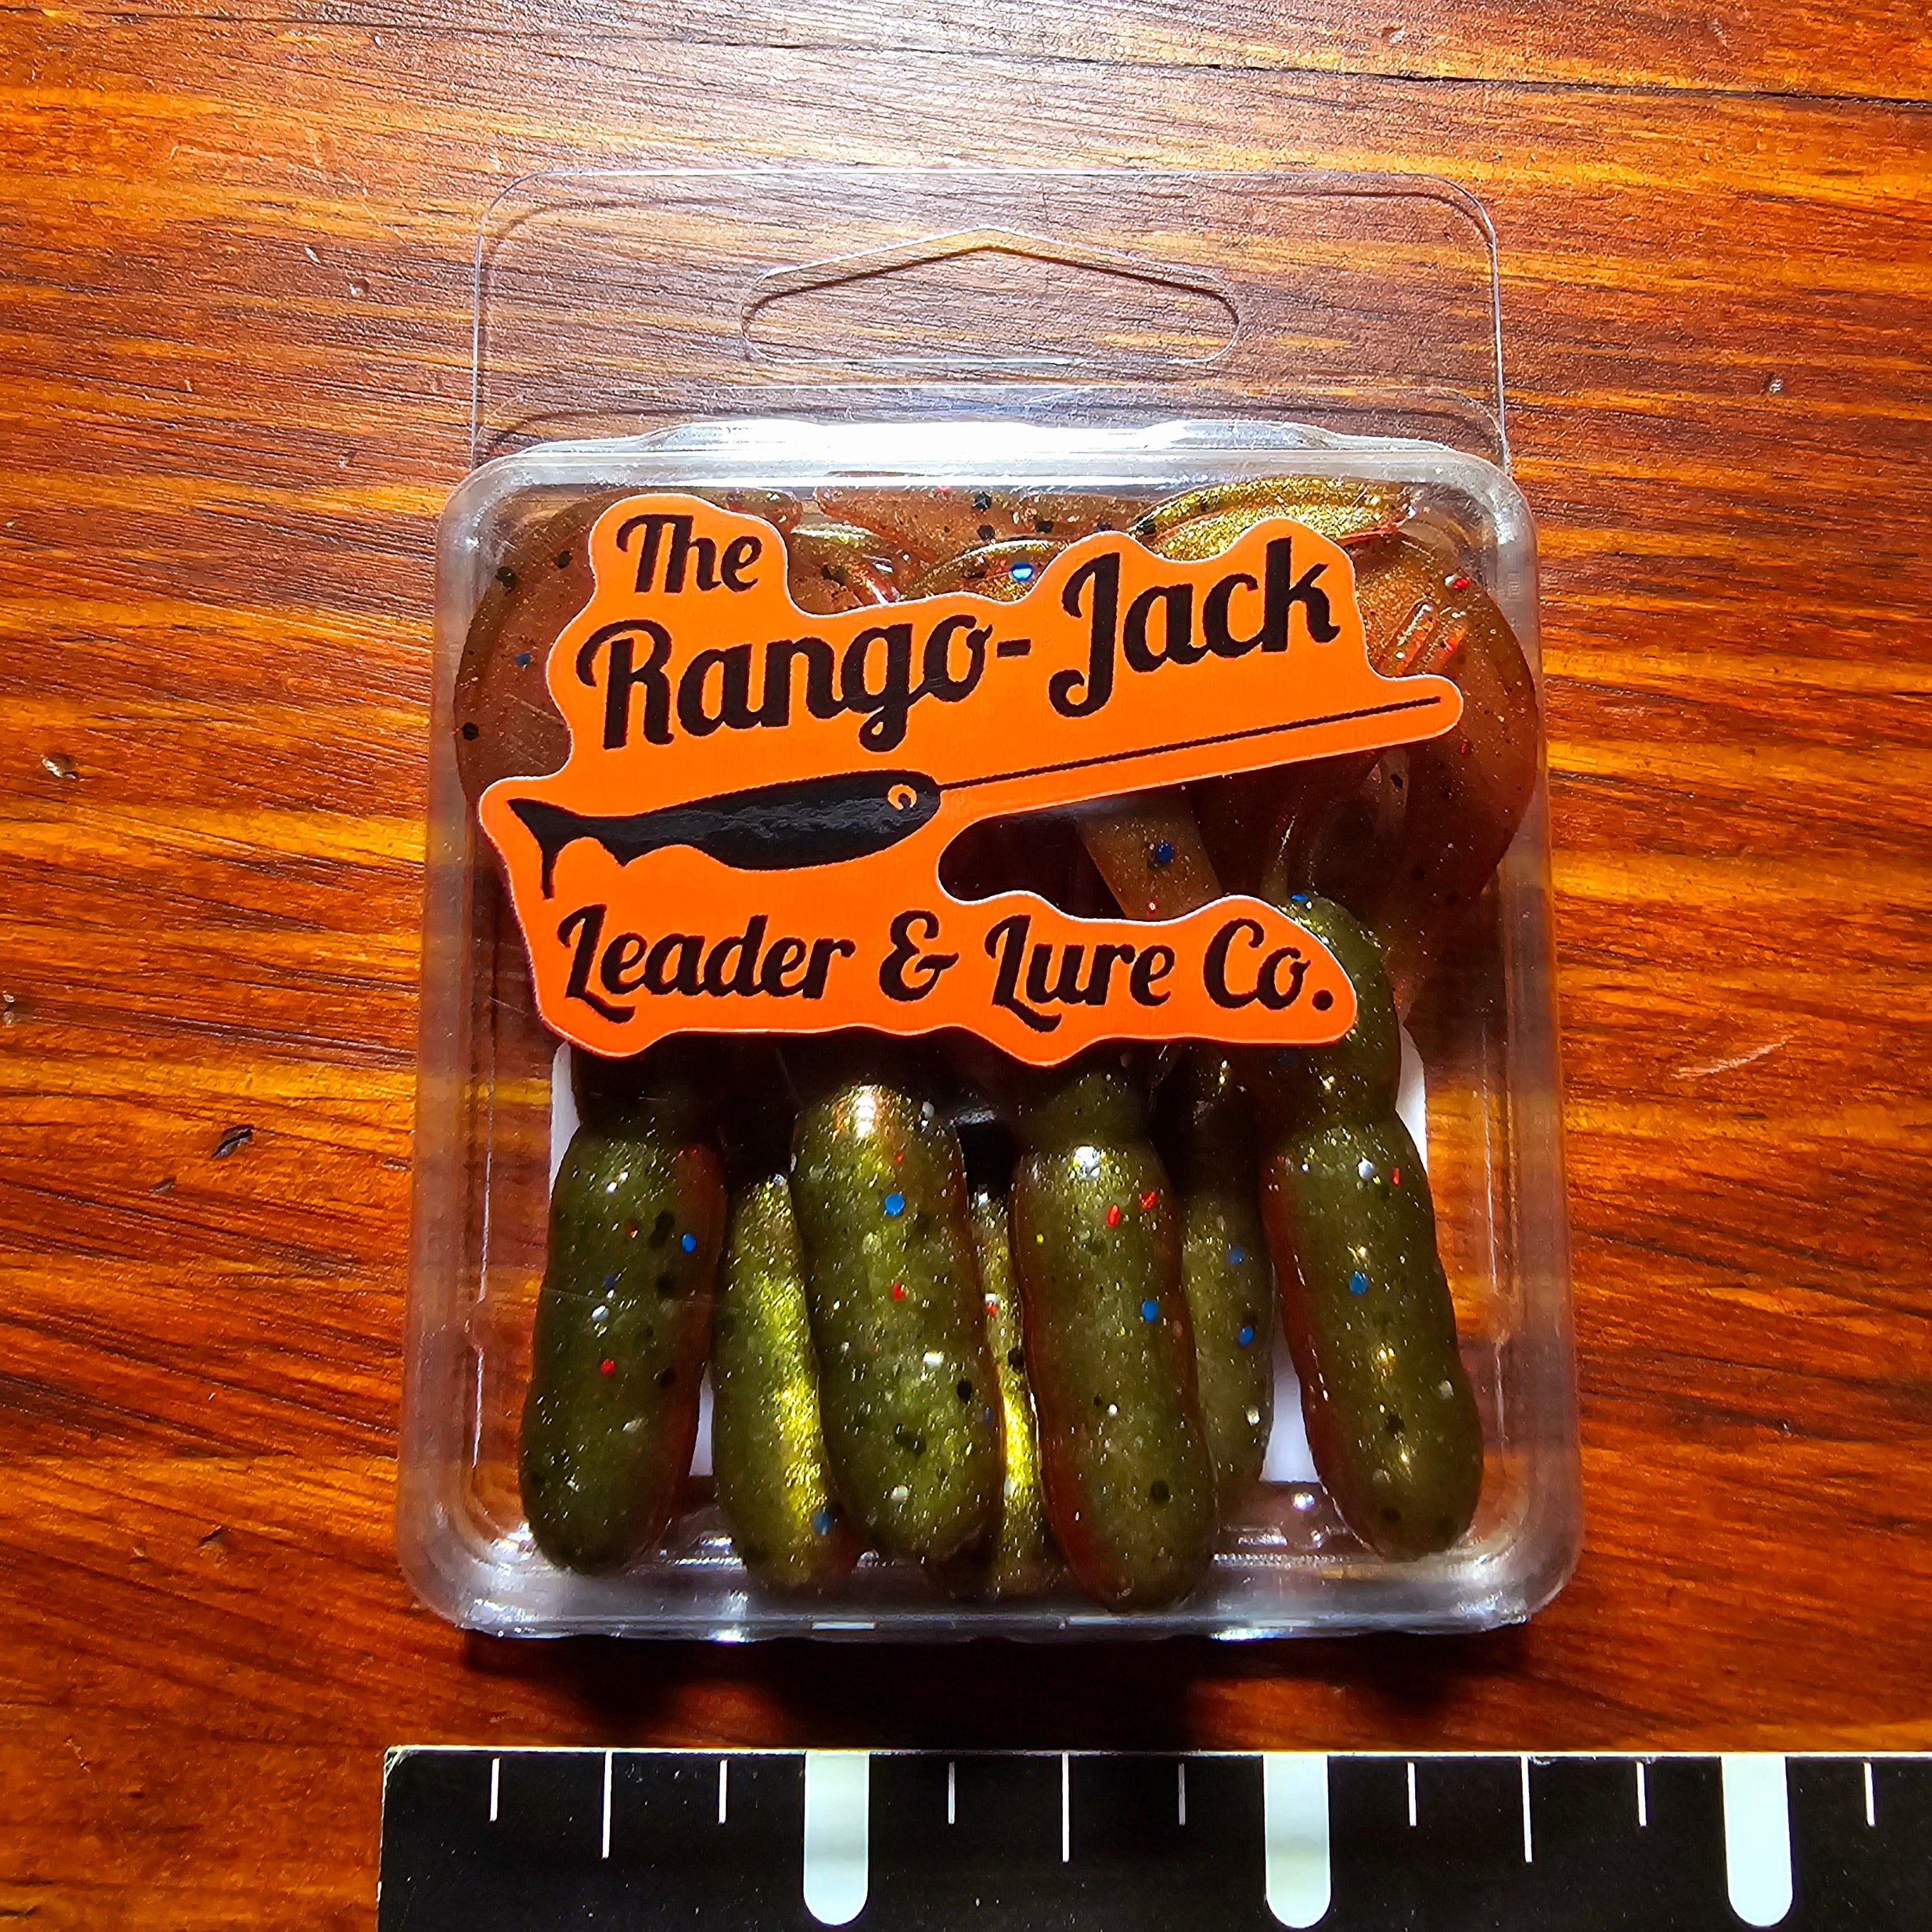 The
Rango-Jack
Leader & Lure Co.